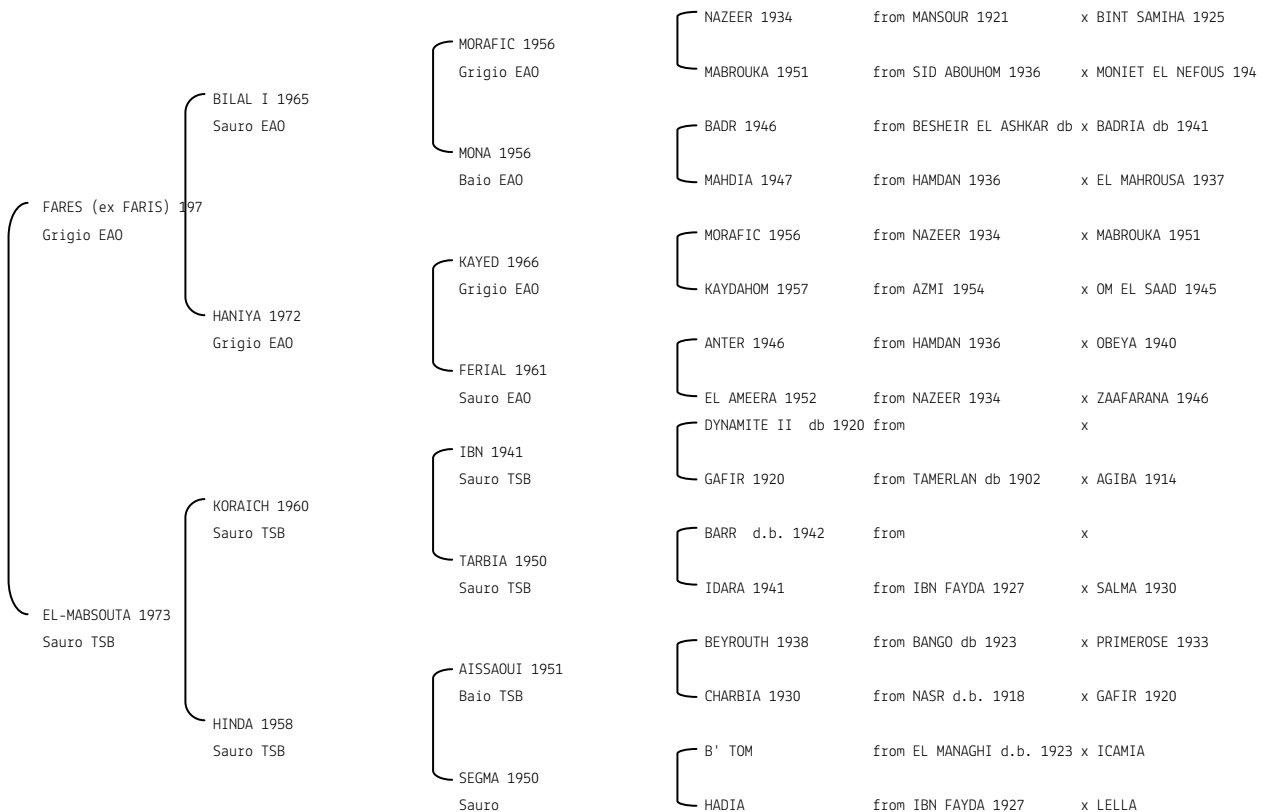 NAZEER 1934 from MANSOUR 1921 x BINT SAMIHA 1925
MORAFIC 1956
Grigio EAO
MABROUKA 1951 from SID ABOUHOM 1936 x MONIET EL NEFOUS 194
BILAL I 1965
Sauro EAO
BADR 1946 from BESHEIR EL ASHKAR db x BADRIA db 1941
MONA 1956
Baio EAO
MAHDIA 1947 from HAMDAN 1936 x EL MAHROUSA 1937
FARES (ex FARIS) 197
Grigio EAO
MORAFIC 1956 from NAZEER 1934 x MABROUKA 1951
KAYED 1966
Grigio EAO
KAYDAHOM 1957 from AZMI 1954 x OM EL SAAD 1945
HANIYA 1972
Grigio EAO
ANTER 1946 from HAMDAN 1936 x OBEYA 1940
FERIAL 1961
Sauro EAO
EL AMEERA 1952 from NAZEER 1934 x ZAAFARANA 1946
DYNAMITE II db 1920 from x
IBN 1941
Sauro TSB
GAFIR 1920 from TAMERLAN db 1902 x AGIBA 1914
KORAICH 1960
Sauro TSB
BARR d.b. 1942 from x
TARBIA 1950
Sauro TSB
IDARA 1941 from IBN FAYDA 1927 x SALMA 1930
EL-MABSOUTA 1973
Sauro TSB
BEYROUTH 1938 from BANGO db 1923 x PRIMEROSE 1933
AISSAOUI 1951
Baio TSB
CHARBIA 1930 from NASR d.b. 1918 x GAFIR 1920
HINDA 1958
Sauro TSB
B' TOM from EL MANAGHI d.b. 1923 x ICAMIA
SEGMA 1950
Sauro
HADIA from IBN FAYDA 1927 x LELLA